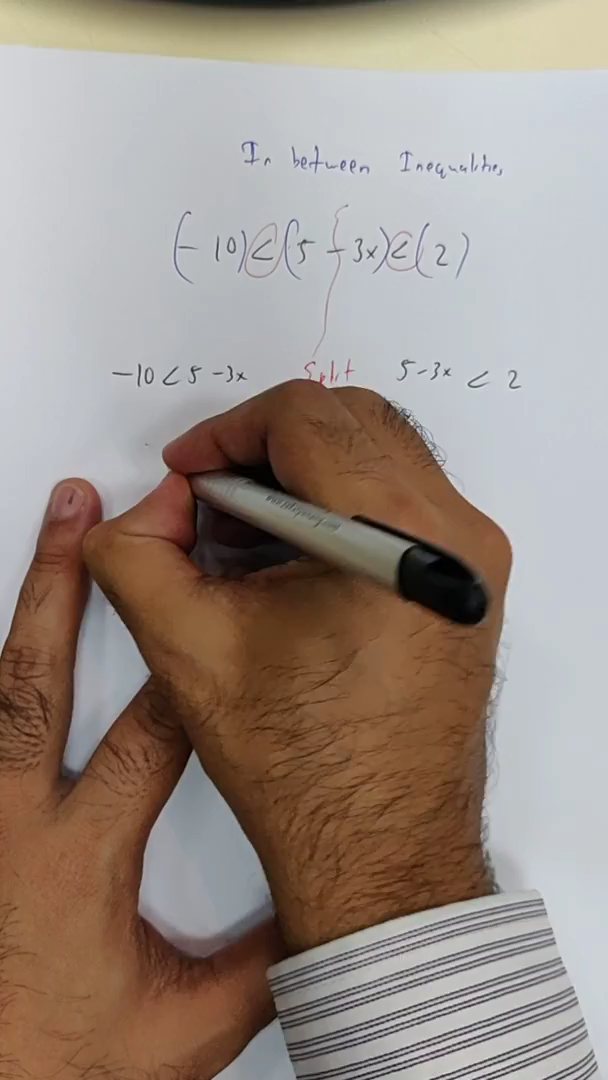 In between Inequalities
(-10) < (5 - 3x) < (2)
-10 < 5 - 3x Split 5 - 3x < 2